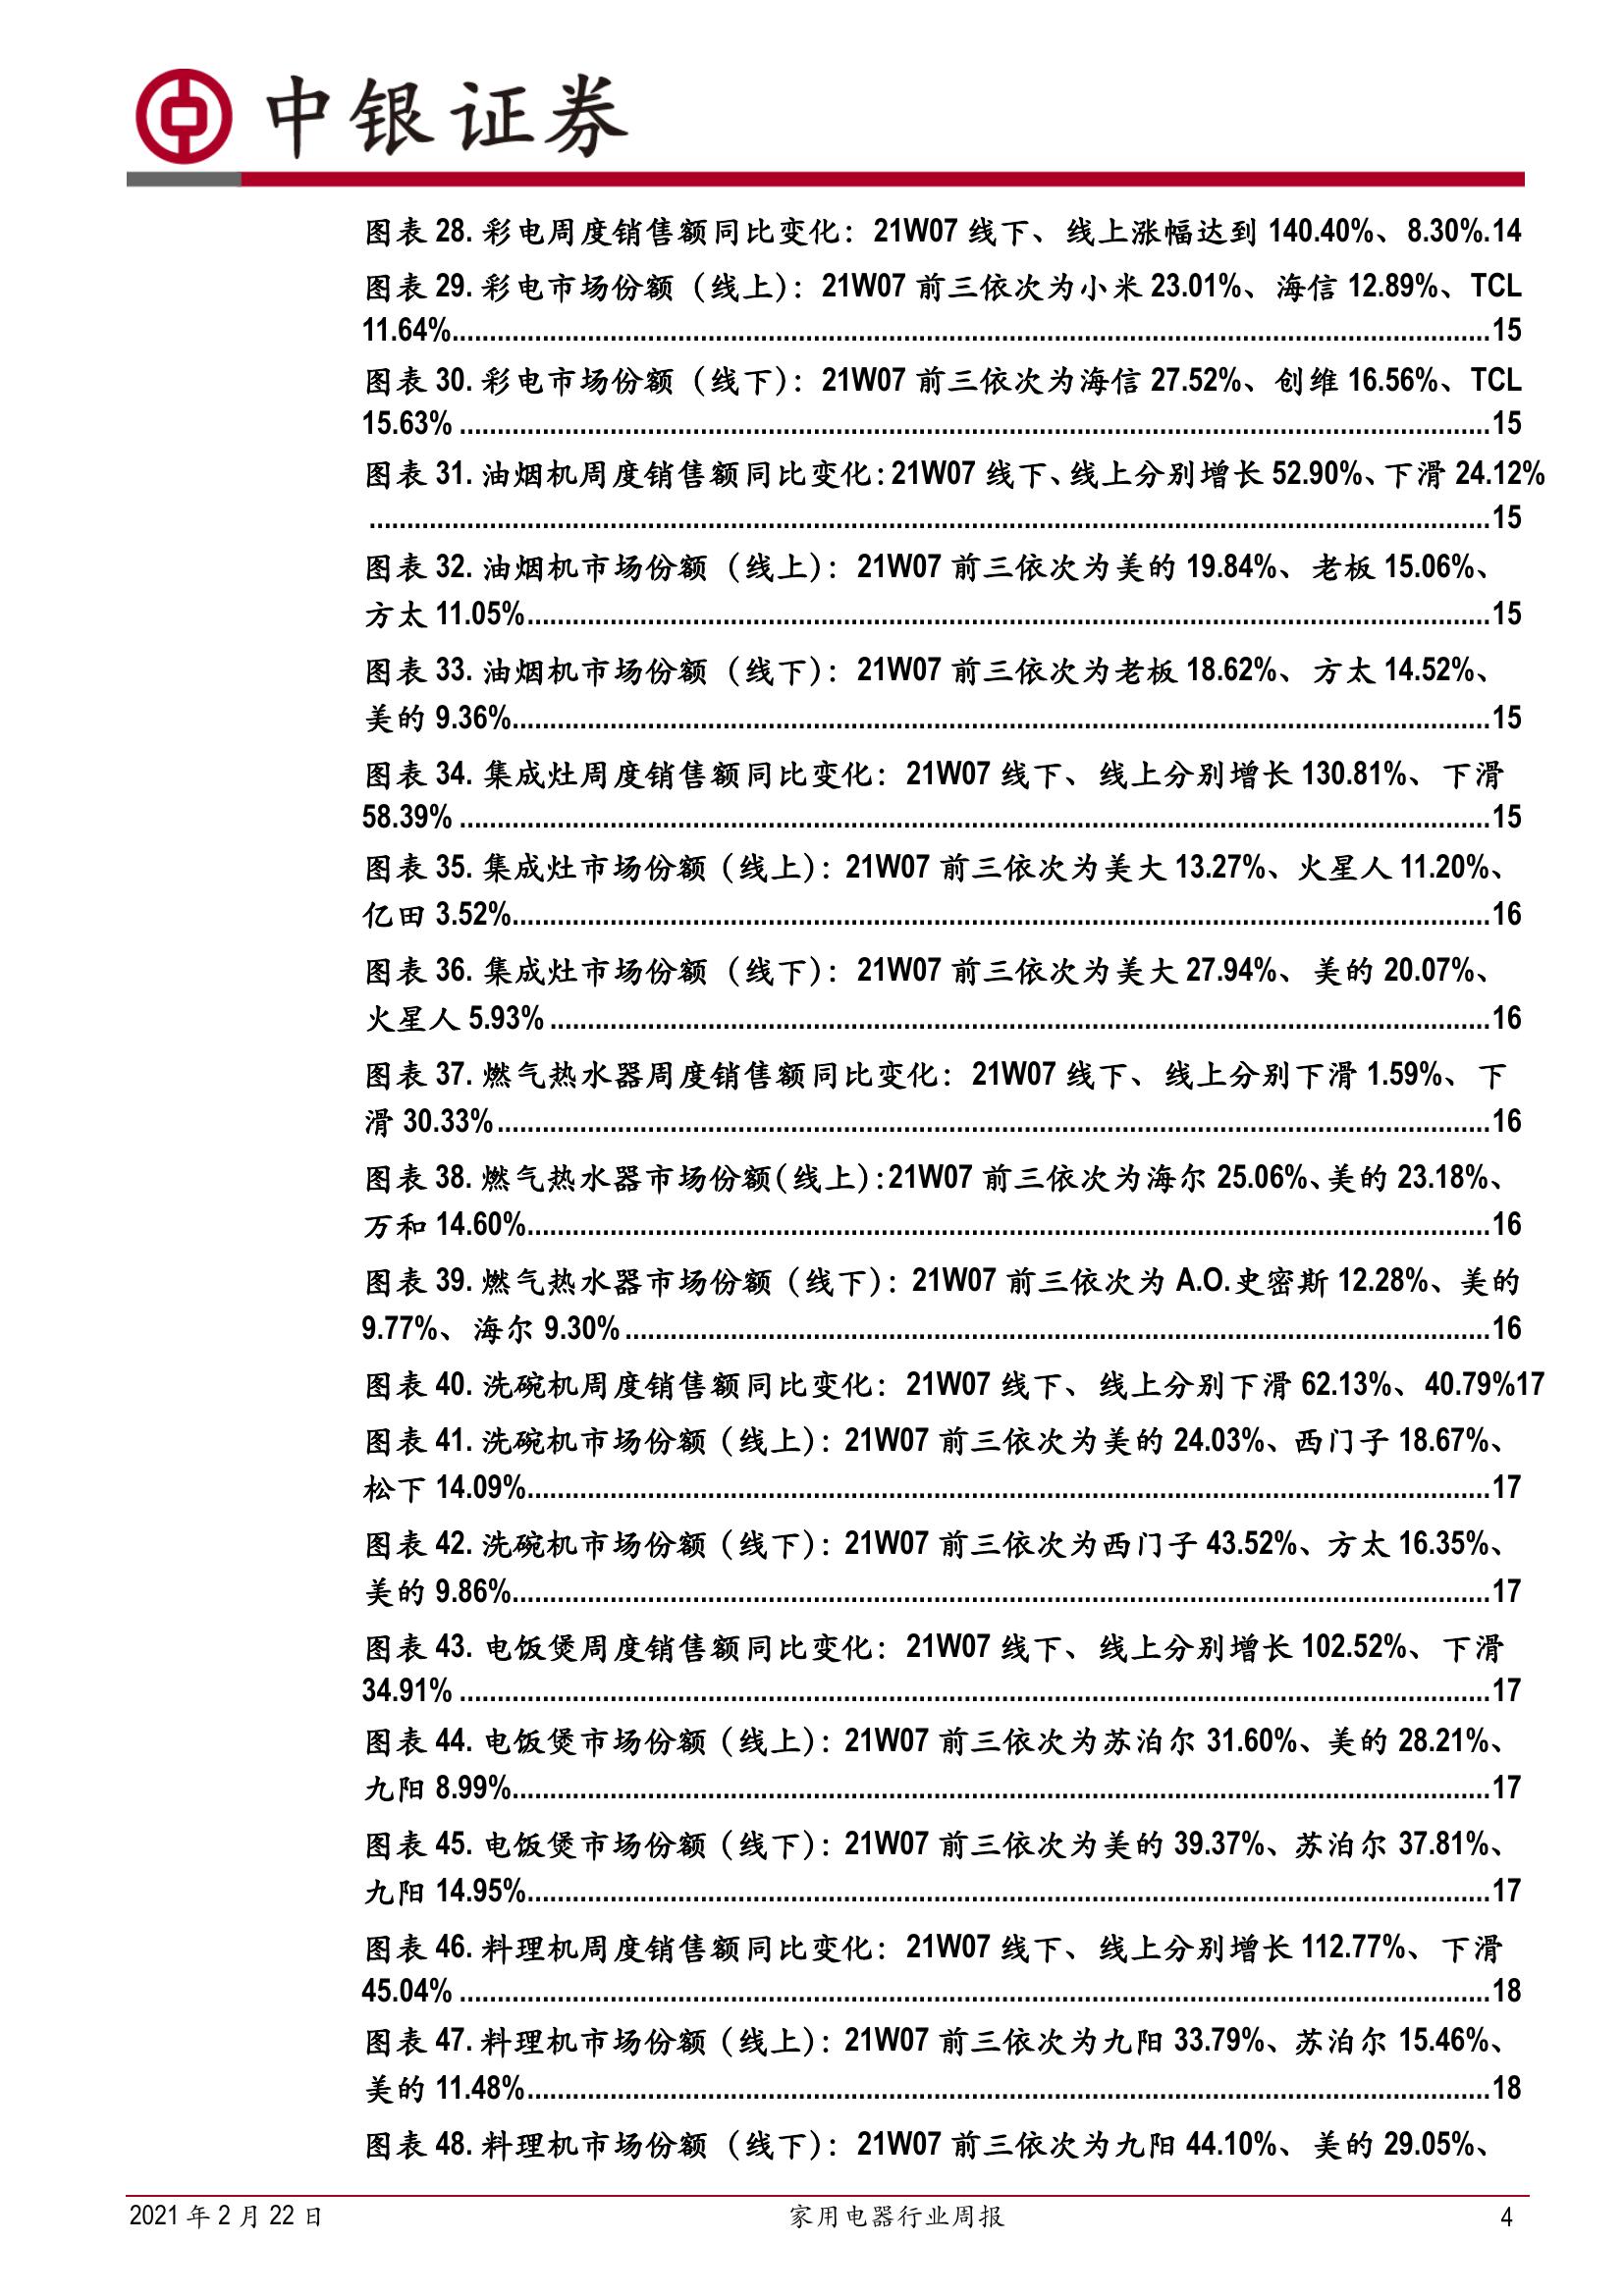 中银证券
图表 28. 彩电周度销售额同比变化：21W07 线下、线上涨幅达到 140.40%、8.30%.14
图表 29. 彩电市场份额（线上）：21W07 前三依次为小米 23.01%、海信 12.89%、TCL
11.64%..........15
图表 30. 彩电市场份额（线下）：21W07 前三依次为海信 27.52%、创维 16.56%、TCL
15.63% ..........15
图表 31. 油烟机周度销售额同比变化：21W07 线下、线上分别增长 52.90%、下滑 24.12%
..........15
图表 32. 油烟机市场份额（线上）：21W07 前三依次为美的 19.84%、老板 15.06%、
方太 11.05%..........15
图表 33. 油烟机市场份额（线下）：21W07 前三依次为老板 18.62%、方太 14.52%、
美的 9.36%..........15
图表 34. 集成灶周度销售额同比变化：21W07 线下、线上分别增长 130.81%、下滑
58.39% ..........15
图表 35. 集成灶市场份额（线上）：21W07 前三依次为美大 13.27%、火星人 11.20%、
亿田 3.52%..........16
图表 36. 集成灶市场份额（线下）：21W07 前三依次为美大 27.94%、美的 20.07%、
火星人 5.93% ..........16
图表 37. 燃气热水器周度销售额同比变化：21W07 线下、线上分别下滑 1.59%、下
滑 30.33%..........16
图表 38. 燃气热水器市场份额（线上）：21W07 前三依次为海尔 25.06%、美的 23.18%、
万和 14.60%..........16
图表 39. 燃气热水器市场份额（线下）：21W07 前三依次为 A.O.史密斯 12.28%、美的
9.77%、海尔 9.30% ..........16
图表 40. 洗碗机周度销售额同比变化：21W07 线下、线上分别下滑 62.13%、40.79%17
图表 41. 洗碗机市场份额（线上）：21W07 前三依次为美的 24.03%、西门子 18.67%、
松下 14.09%..........17
图表 42. 洗碗机市场份额（线下）：21W07 前三依次为西门子 43.52%、方太 16.35%、
美的 9.86%..........17
图表 43. 电饭煲周度销售额同比变化：21W07 线下、线上分别增长 102.52%、下滑
34.91% ..........17
图表 44. 电饭煲市场份额（线上）：21W07 前三依次为苏泊尔 31.60%、美的 28.21%、
九阳 8.99%..........17
图表 45. 电饭煲市场份额（线下）：21W07 前三依次为美的 39.37%、苏泊尔 37.81%、
九阳 14.95%..........17
图表 46. 料理机周度销售额同比变化：21W07 线下、线上分别增长 112.77%、下滑
45.04% ..........18
图表 47. 料理机市场份额（线上）：21W07 前三依次为九阳 33.79%、苏泊尔 15.46%、
美的 11.48%..........18
图表 48. 料理机市场份额（线下）：21W07 前三依次为九阳 44.10%、美的 29.05%、
2021 年 2 月 22 日 家用电器行业周报 4